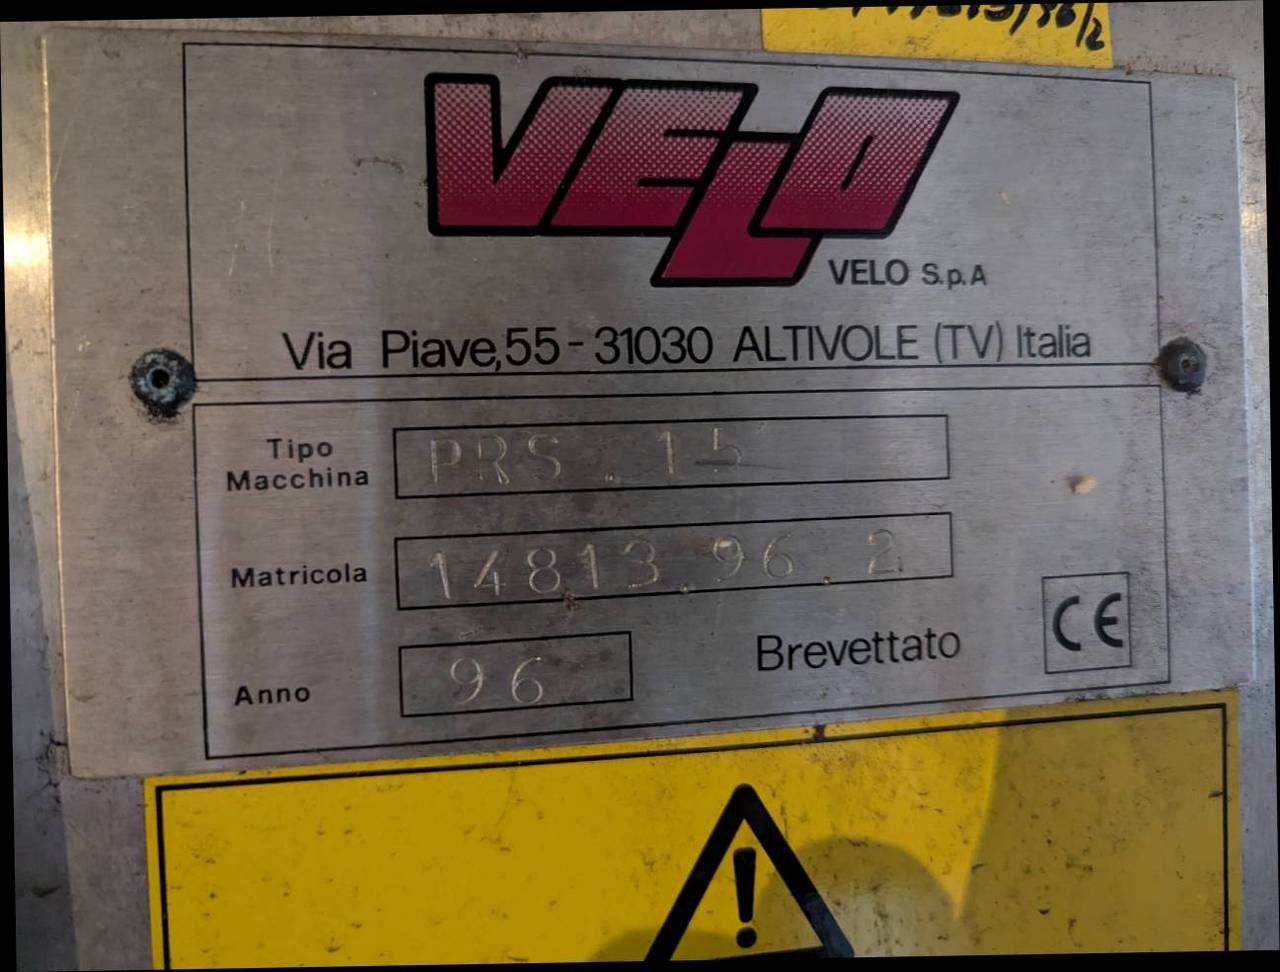 VELO
VELO S.p.A
Via Piave,55 - 31030 ALTIVOLE (TV) Italia
Tipo Macchina PRS.15
Matricola 14813.96.2
Anno 96
Brevettato
CE